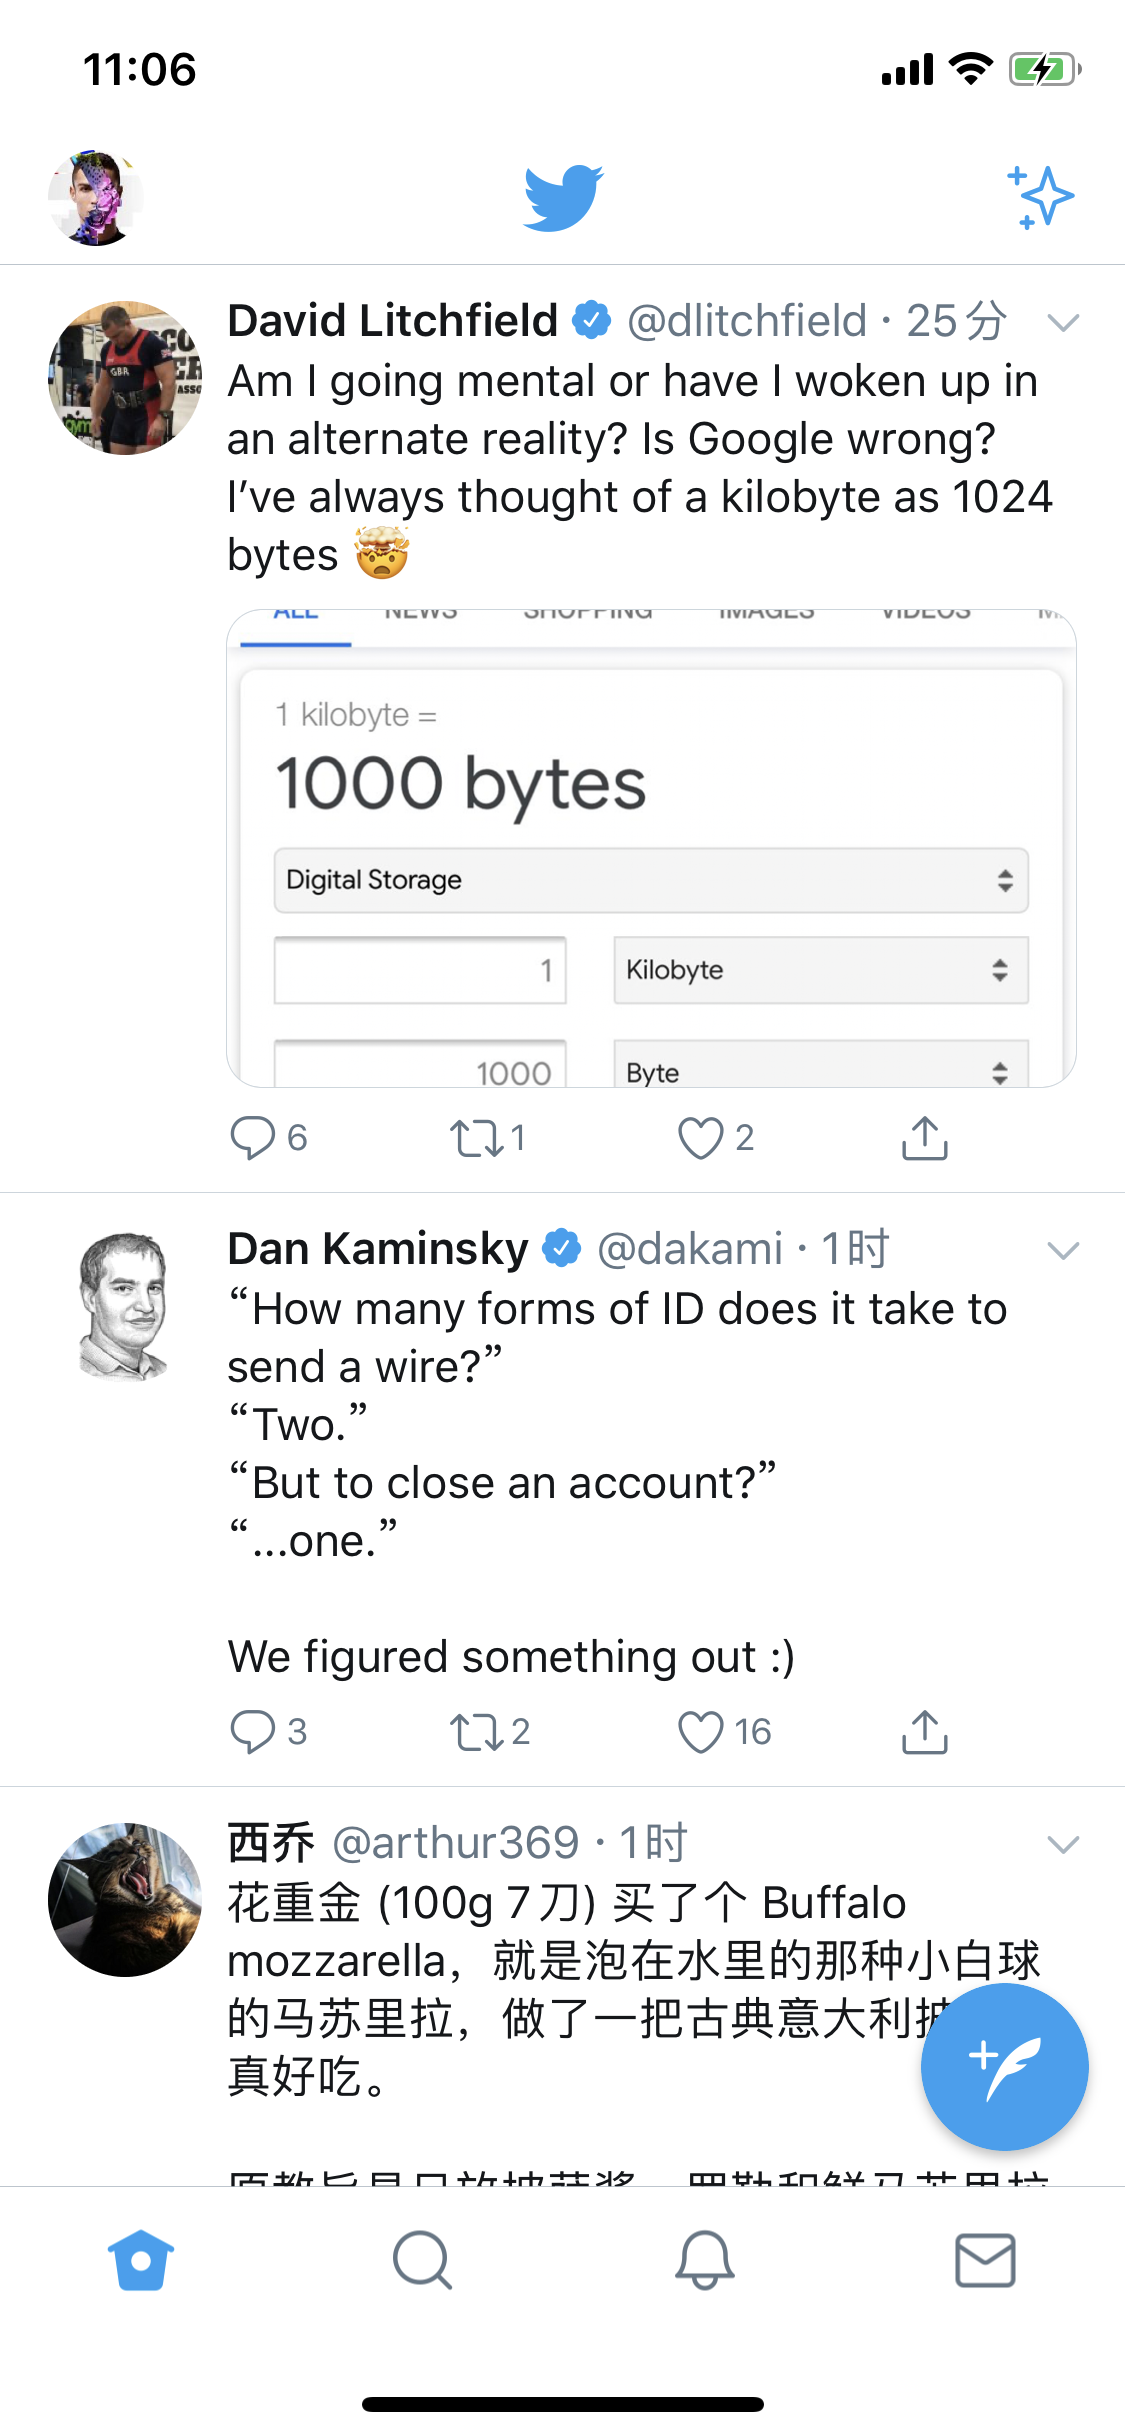 11:06
David Litchfield @dlitchfield · 25分
Am I going mental or have I woken up in
an alternate reality? Is Google wrong?
I’ve always thought of a kilobyte as 1024
bytes 🤯
ALL NEWS SHOPPING IMAGES VIDEOS
1 kilobyte =
1000 bytes
Digital Storage
1 Kilobyte
1000 Byte
6 1 2
Dan Kaminsky @dakami · 1时
“How many forms of ID does it take to
send a wire?”
“Two.”
“But to close an account?”
“...one.”
We figured something out :)
3 2 16
西乔 @arthur369 · 1时
花重金 (100g 7刀) 买了个 Buffalo
mozzarella，就是泡在水里的那种小白球
的马苏里拉，做了一把古典意大利披
真好吃。